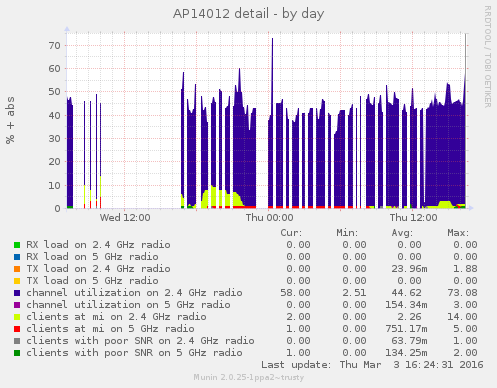 AP14012 detail - by day
RRDTOOL / TOBI OETIKER
% + abs
70
60
50
40
30
20
10
0
Wed 12:00 Thu 00:00 Thu 12:00
Cur: Min: Avg: Max:
RX load on 2.4 GHz radio 0.00 0.00 0.00 0.00
RX load on 5 GHz radio 0.00 0.00 0.00 0.00
TX load on 2.4 GHz radio 0.00 0.00 23.96m 1.88
TX load on 5 GHz radio 0.00 0.00 0.00 0.00
channel utilization on 2.4 GHz radio 58.00 2.51 44.62 73.08
channel utilization on 5 GHz radio 0.00 0.00 154.34m 3.00
clients at mi on 2.4 GHz radio 2.00 0.00 2.26 14.00
clients at mi on 5 GHz radio 1.00 0.00 751.17m 5.00
clients with poor SNR on 2.4 GHz radio 0.00 0.00 63.79m 1.00
clients with poor SNR on 5 GHz radio 1.00 0.00 134.25m 2.00
Last update: Thu Mar 3 16:24:31 2016
Munin 2.0.25-1ppa2~trusty